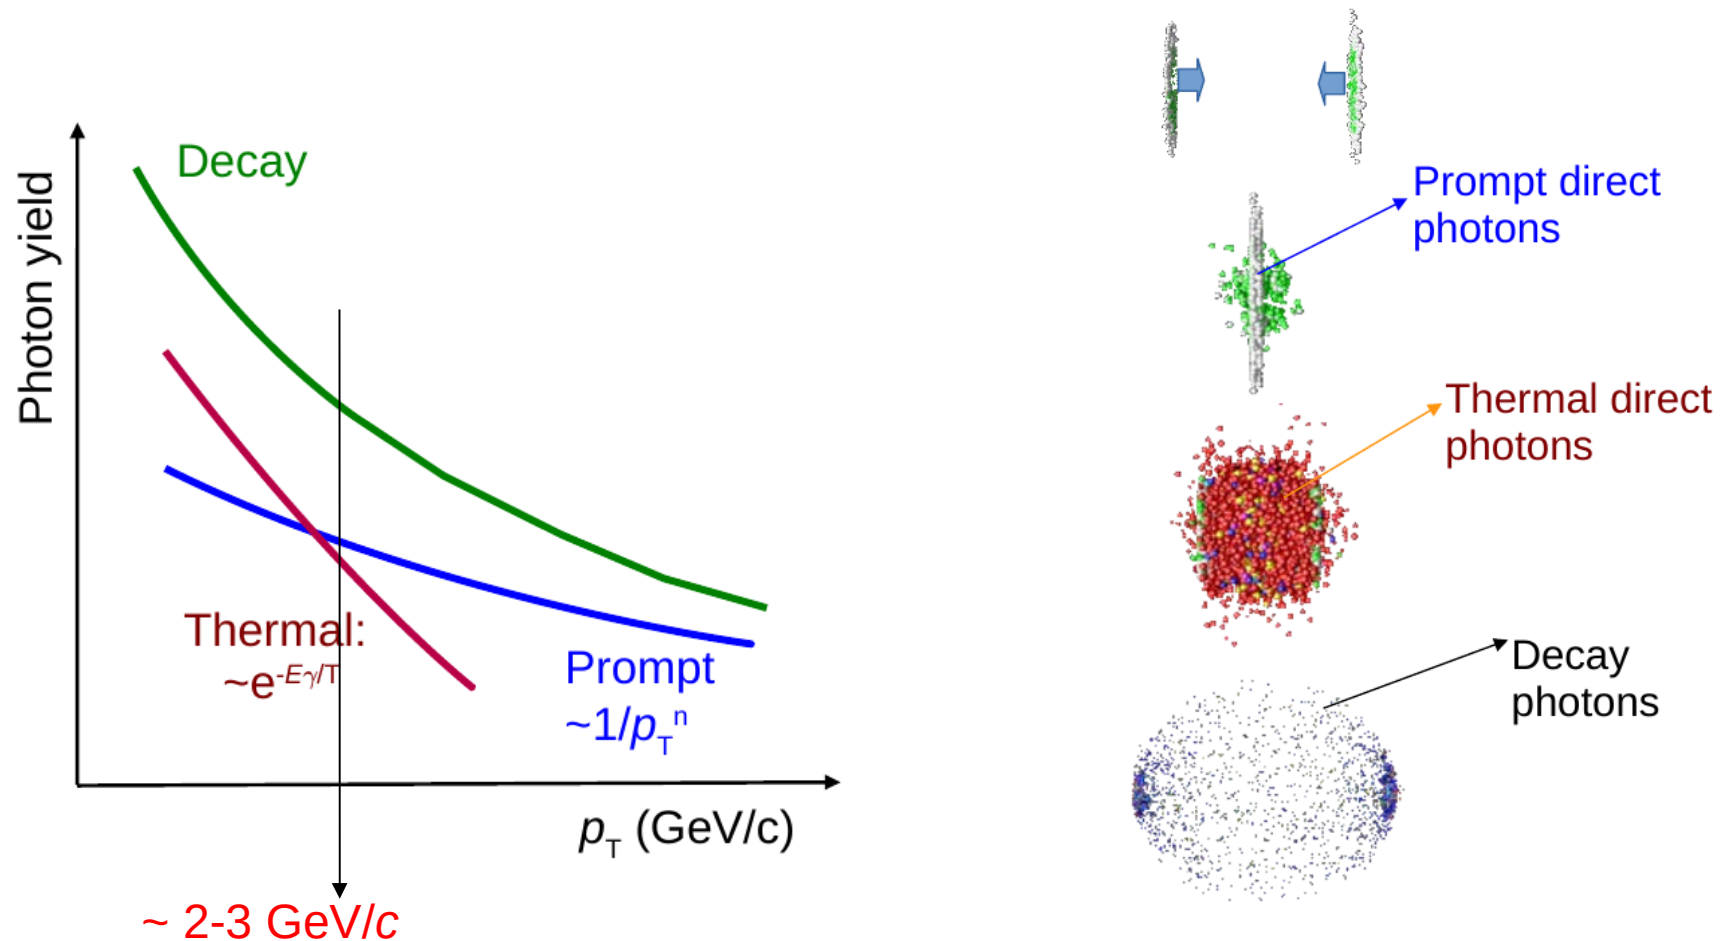 Photon yield
Decay
Thermal:
~e-Eγ/T
Prompt
~1/pTn
pT (GeV/c)
~ 2-3 GeV/c
Prompt direct
photons
Thermal direct
photons
Decay
photons